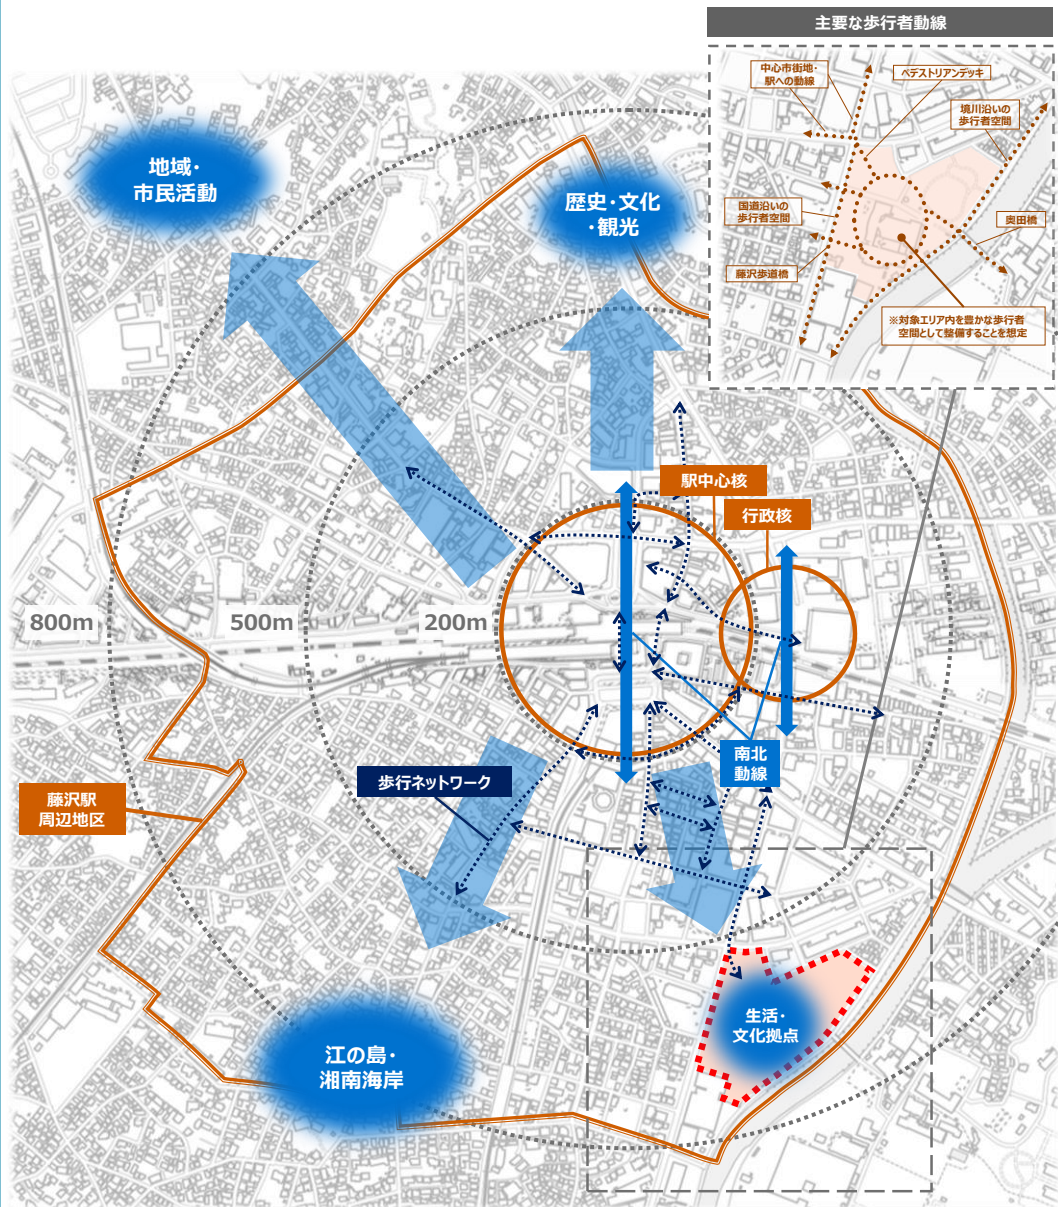 主要な歩行者動線
中心市街地・
駅への動線
ペデストリアンデッキ
境川沿いの
歩行者空間
国道沿いの
歩行者空間
奥田橋
藤沢歩道橋
※対象エリア内を豊かな歩行者
空間として整備することを想定
地域・
市民活動
歴史・文化
・観光
駅中心核
行政核
800m
500m
200m
南北
動線
歩行ネットワーク
藤沢駅
周辺地区
生活・
文化拠点
江の島・
湘南海岸